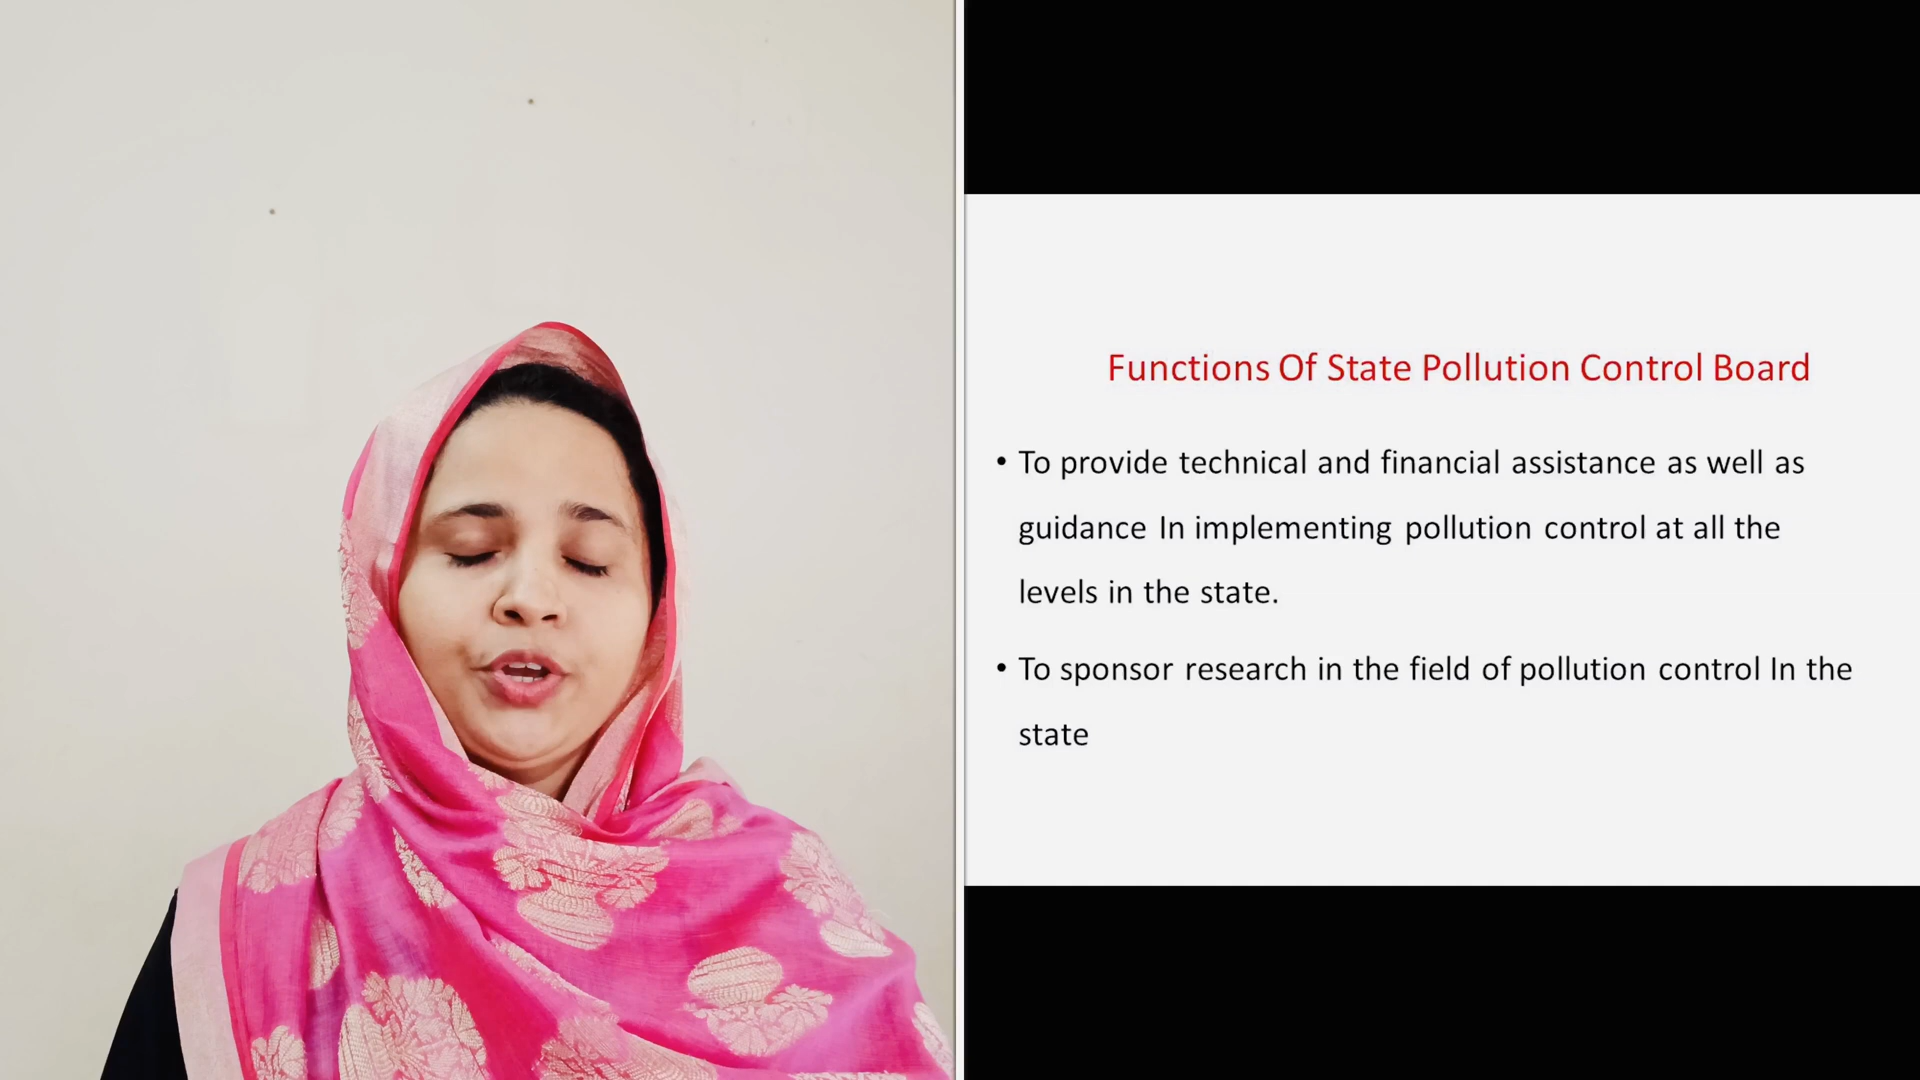 Functions Of State Pollution Control Board
• To provide technical and financial assistance as well as
guidance In implementing pollution control at all the
levels in the state.
• To sponsor research in the field of pollution control In the
state